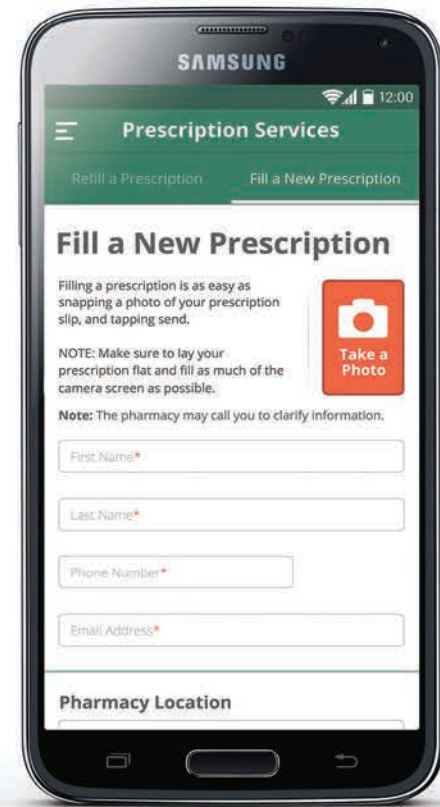 SAMSUNG
12:00
Prescription Services
Refill a Prescription
Fill a New Prescription
Fill a New Prescription
Filling a prescription is as easy as
snapping a photo of your prescription
slip, and tapping send.
NOTE: Make sure to lay your
prescription flat and fill as much of the
camera screen as possible.
Take a
Photo
Note: The pharmacy may call you to clarify information.
First Name*
Last Name*
Phone Number*
Email Address*
Pharmacy Location